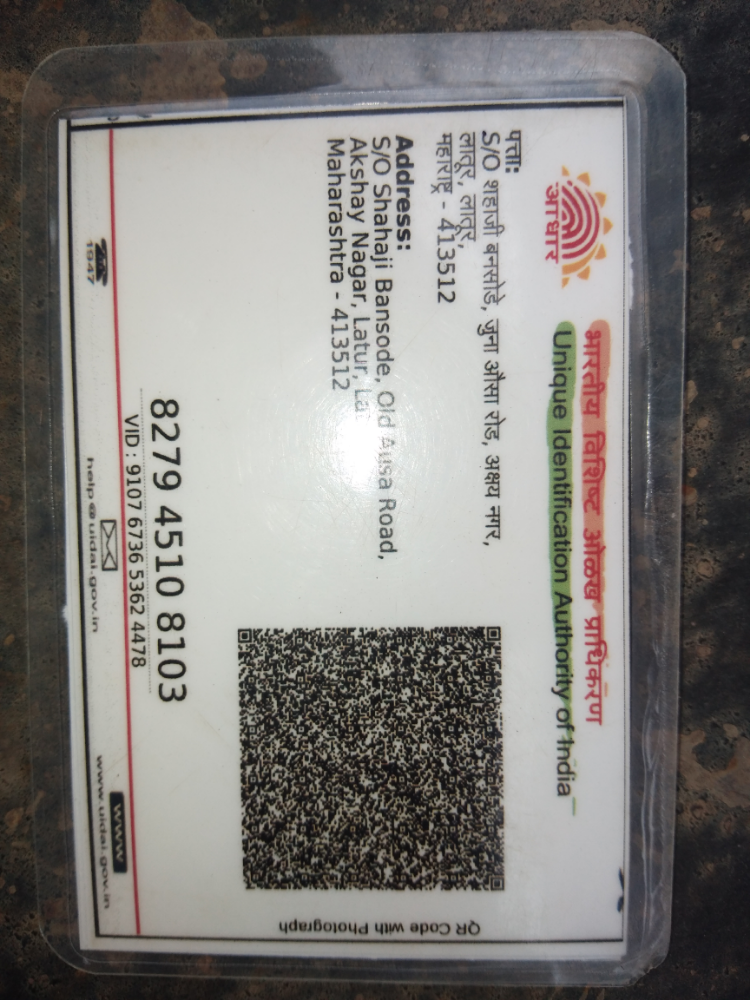 आधार
भारतीय विशिष्ट ओळख प्राधिकरण
Unique Identification Authority of India
पत्ता:
S/O शहाजी बनसोडे, जुना औसा रोड, अक्षय नगर,
लातूर, लातूर,
महाराष्ट्र - 413512
Address:
S/O Shahaji Bansode, Old Ausa Road,
Akshay Nagar, Latur,
Maharashtra - 413512
QR Code with Photograph
8279 4510 8103
VID : 9107 6736 5362 4478
1947
help@uidai.gov.in
www
www.uidai.gov.in